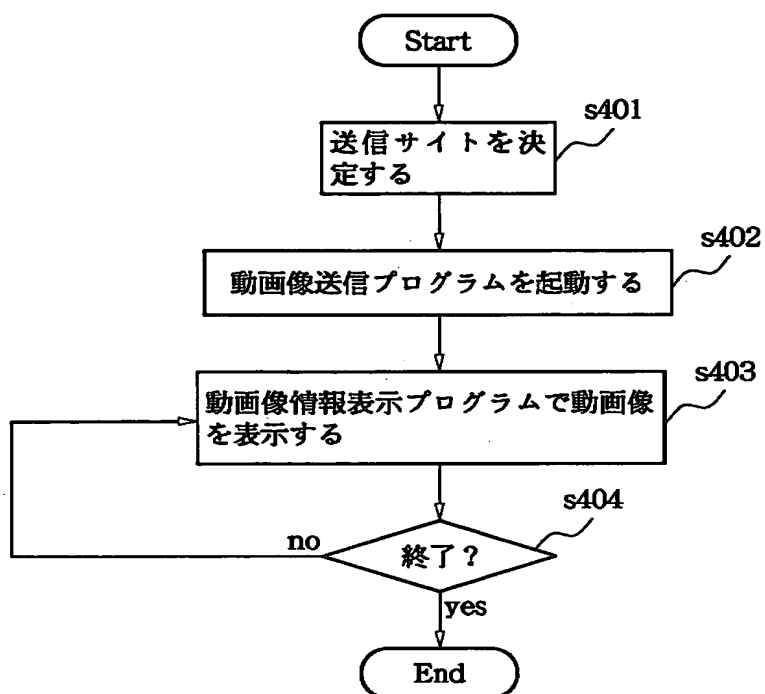 Start
s401
送信サイトを決
定する
s402
動画像送信プログラムを起動する
s403
動画像情報表示プログラムで動画像
を表示する
s404
no
終了？
yes
End